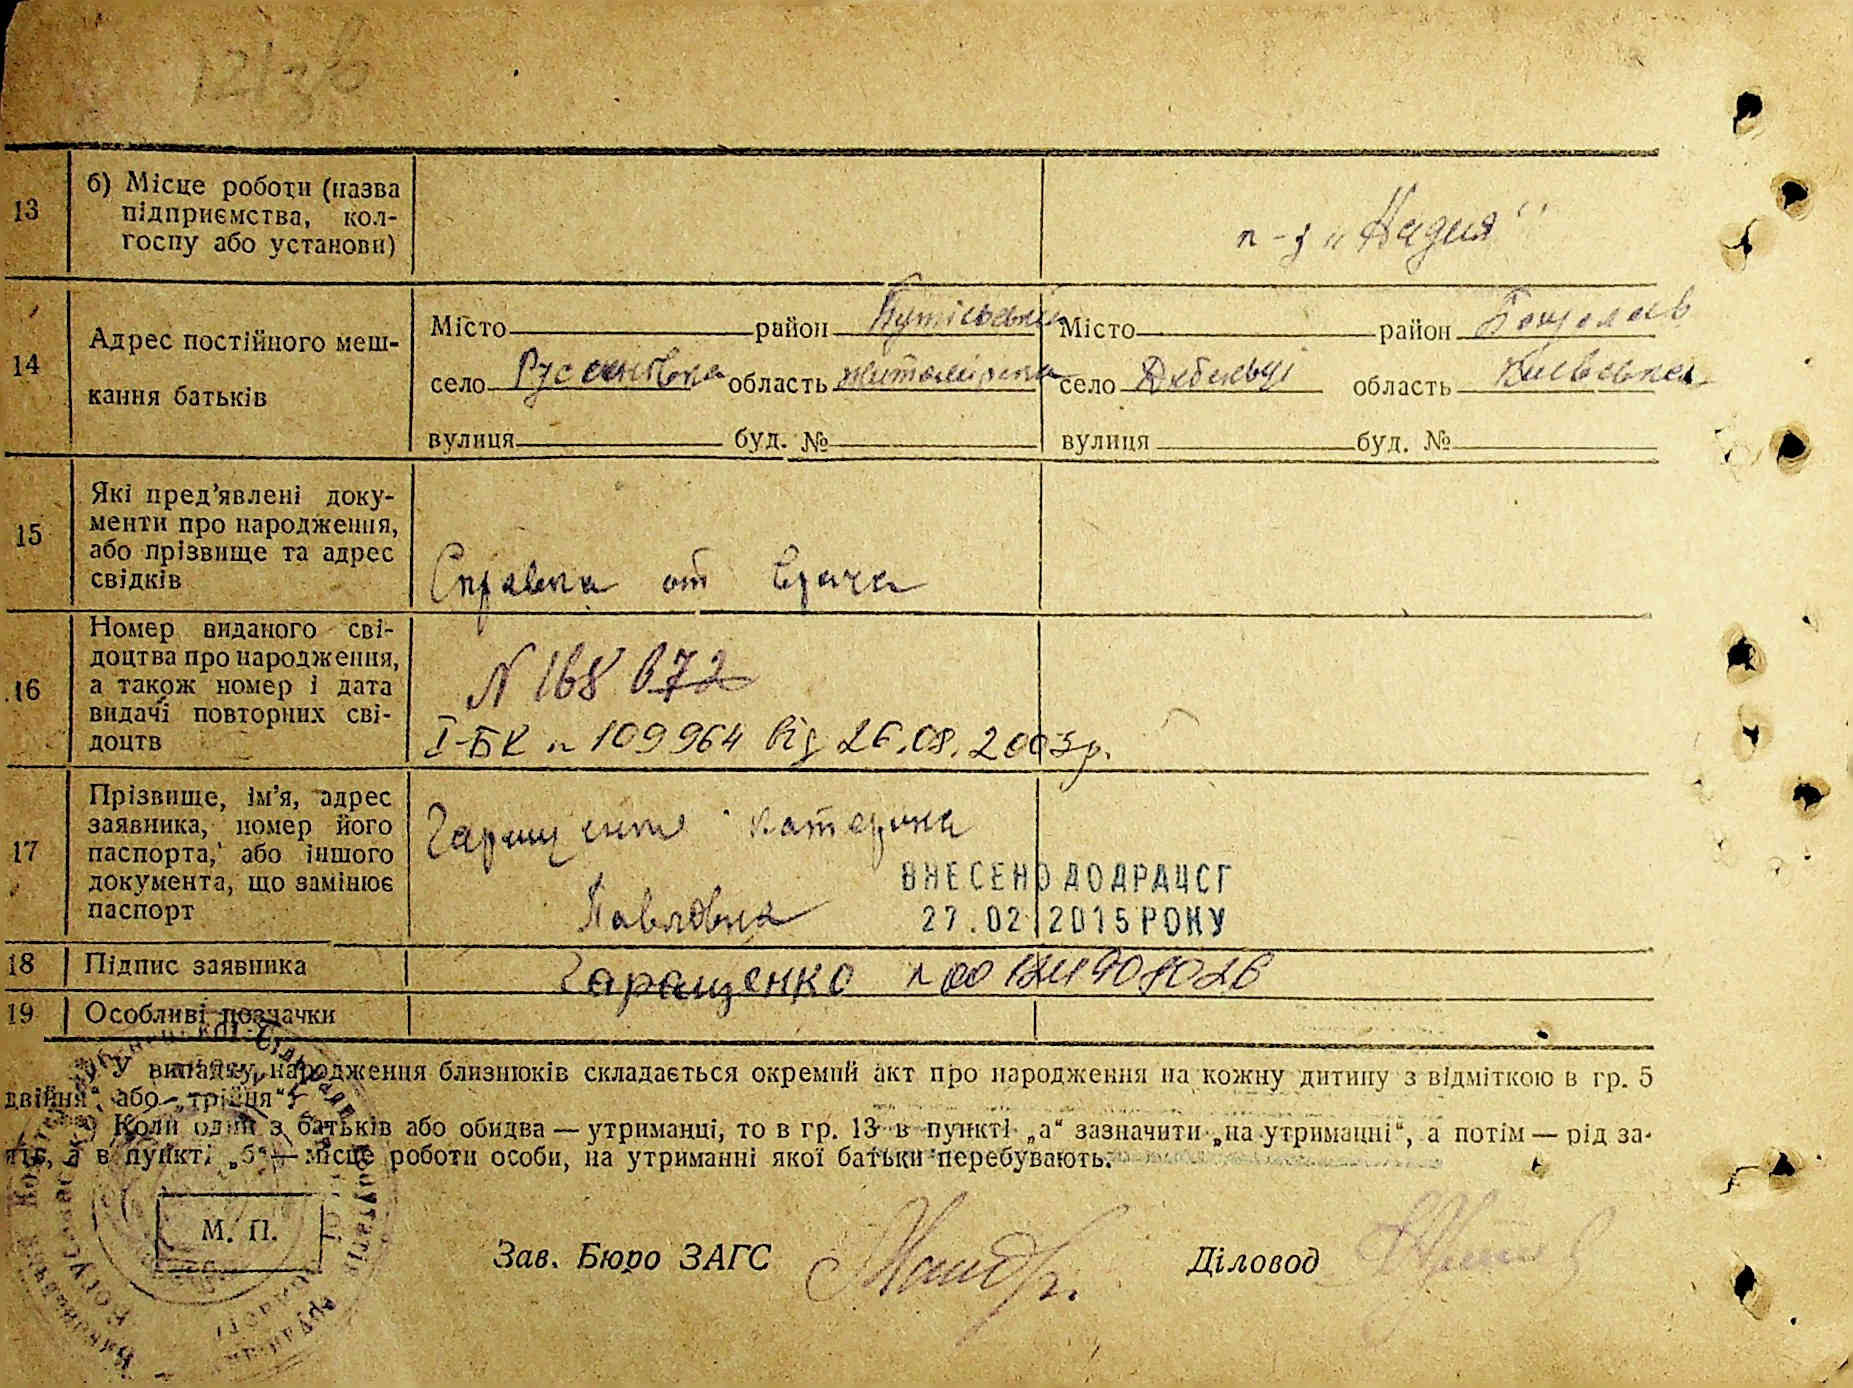 13
б) Місце роботи (назва
підприємства, кол-
госпу або установи)
п-з „Надия“
14
Адрес постійного меш-
кання батьків
Місто район
село область
вулиця буд. №
Місто район
село область Київська
вулиця буд. №
15
Які пред’явлені доку-
менти про народження,
або прізвище та адрес
свідків
Справка от врача
16
Номер виданого сві-
доцтва про народження,
а також номер і дата
видачі повторних сві-
доцтв
N 168 072
I-БК n 109964 від 26.08.2003р.
17
Прізвище, ім’я, адрес
заявника, номер його
паспорта, або іншого
документа, що замінює
паспорт
Гаращенко Катерина
Павловна
ВНЕСЕНО ДО ДРАЦСГ
27.02 2015 РОКУ
18
Підпис заявника
Гаращенко
19
Особливі позначки
У випадку народження близнюків складається окремий акт про народження на кожну дитину з відміткою в гр. 5
двійня“, або „трійня“.
Коли один з батьків або обидва — утриманці, то в гр. 13 в пункті „а“ зазначити „на утриманні“, а потім — рід за-
в пункті „б“ — місце роботи особи, на утриманні якої батьки перебувають.
М. П.
Зав. Бюро ЗАГС
Діловод